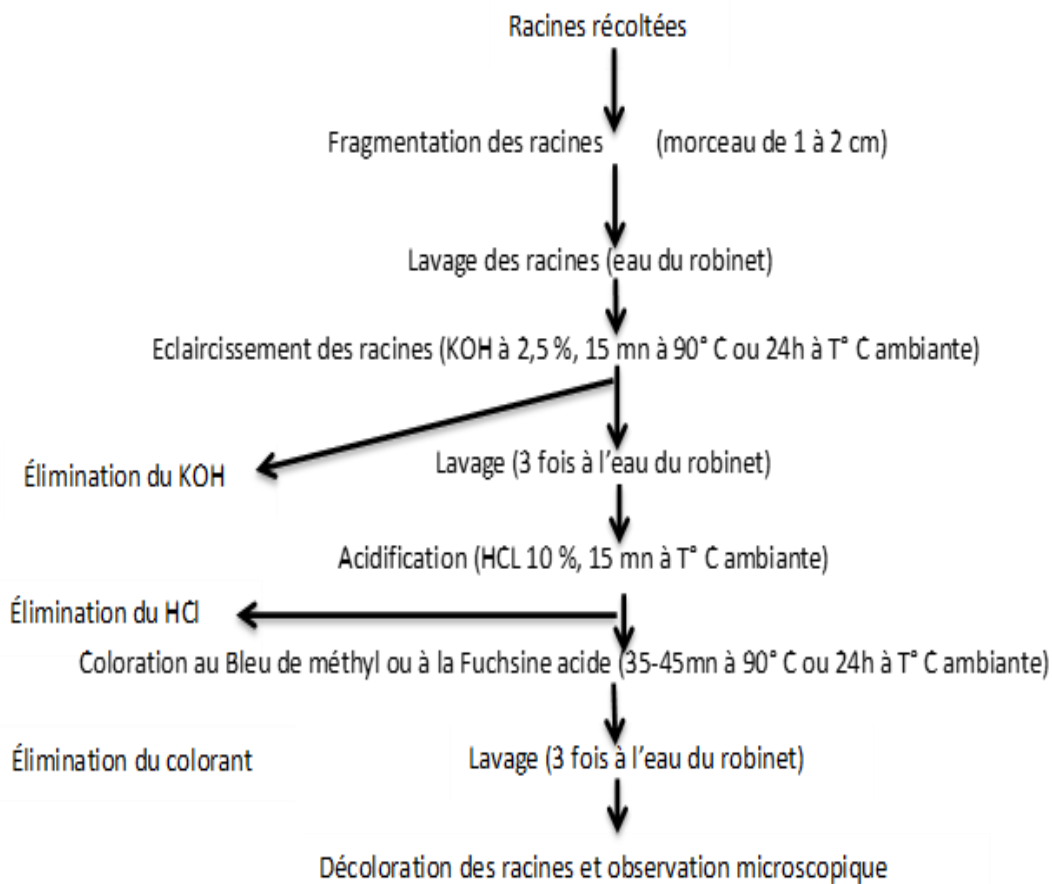 Racines récoltées
Fragmentation des racines (morceau de 1 à 2 cm)
Lavage des racines (eau du robinet)
Eclaircissement des racines (KOH à 2,5 %, 15 mn à 90° C ou 24h à T° C ambiante)
Élimination du KOH
Lavage (3 fois à l'eau du robinet)
Acidification (HCL 10 %, 15 mn à T° C ambiante)
Élimination du HCl
Coloration au Bleu de méthyl ou à la Fuchsine acide (35-45mn à 90° C ou 24h à T° C ambiante)
Élimination du colorant
Lavage (3 fois à l'eau du robinet)
Décoloration des racines et observation microscopique